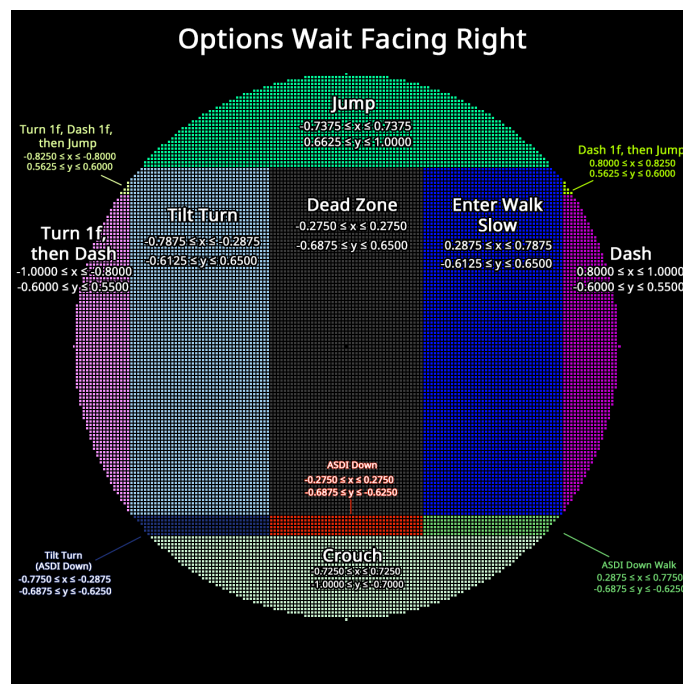 Options Wait Facing Right
Jump
-0.7375 ≤ x ≤ 0.7375
0.6625 ≤ y ≤ 1.0000
Turn 1f, Dash 1f,
then Jump
-0.8250 ≤ x ≤ -0.8000
0.5625 ≤ y ≤ 0.6000
Dash 1f, then Jump
0.8000 ≤ x ≤ 0.8250
0.5625 ≤ y ≤ 0.6000
Tilt Turn
-0.7875 ≤ x ≤ -0.2875
-0.6125 ≤ y ≤ 0.6500
Dead Zone
-0.2750 ≤ x ≤ 0.2750
-0.6875 ≤ y ≤ 0.6500
Enter Walk
Slow
0.2875 ≤ x ≤ 0.7875
-0.6125 ≤ y ≤ 0.6500
Turn 1f,
then Dash
-1.0000 ≤ x ≤ -0.8000
-0.6000 ≤ y ≤ 0.5500
Dash
0.8000 ≤ x ≤ 1.0000
-0.6000 ≤ y ≤ 0.5500
ASDI Down
-0.2750 ≤ x ≤ 0.2750
-0.6875 ≤ y ≤ -0.6250
Crouch
0.7250 ≤ x ≤ 0.7250
1.0000 ≤ y ≤ -0.7000
Tilt Turn
(ASDI Down)
-0.7750 ≤ x ≤ -0.2875
-0.6875 ≤ y ≤ -0.6250
ASDI Down Walk
0.2875 ≤ x ≤ 0.7750
-0.6875 ≤ y ≤ -0.6250